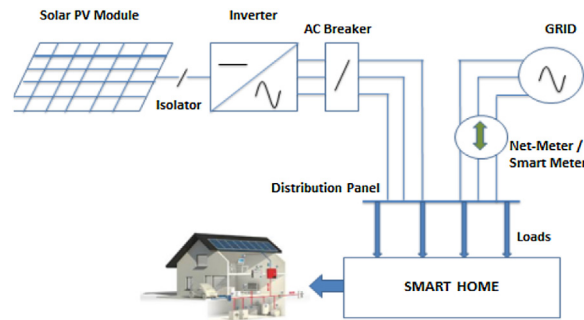 Solar PV Module
Inverter
AC Breaker
GRID
Isolator
Net-Meter /
Smart Meter
Distribution Panel
Loads
SMART HOME